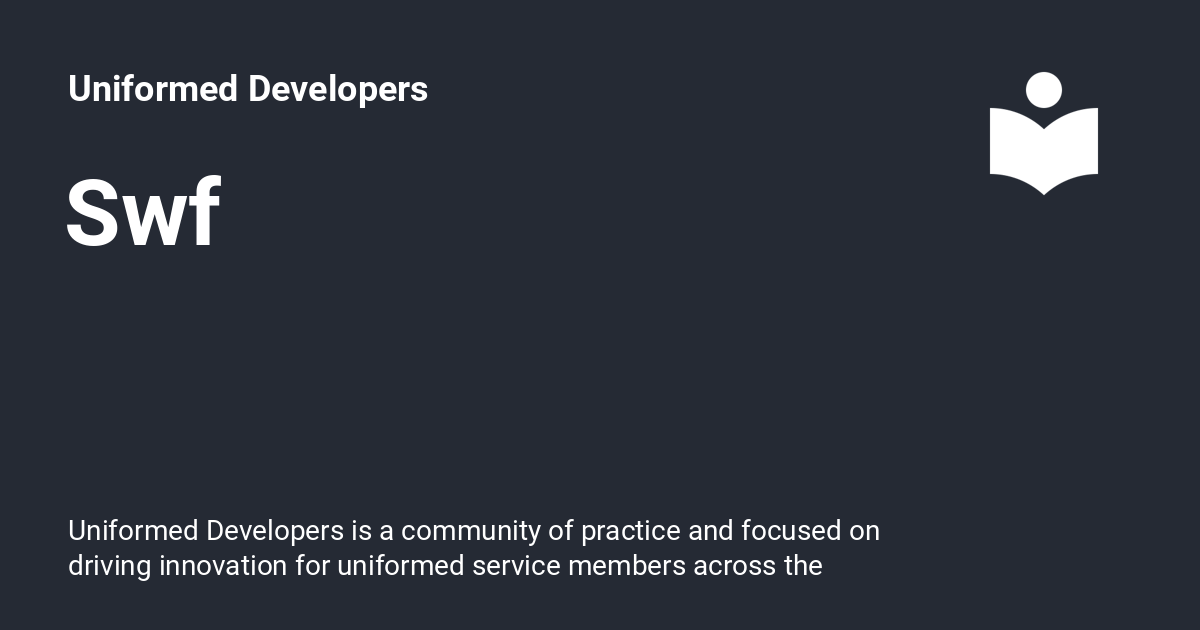 Uniformed Developers
Swf
Uniformed Developers is a community of practice and focused on
driving innovation for uniformed service members across the